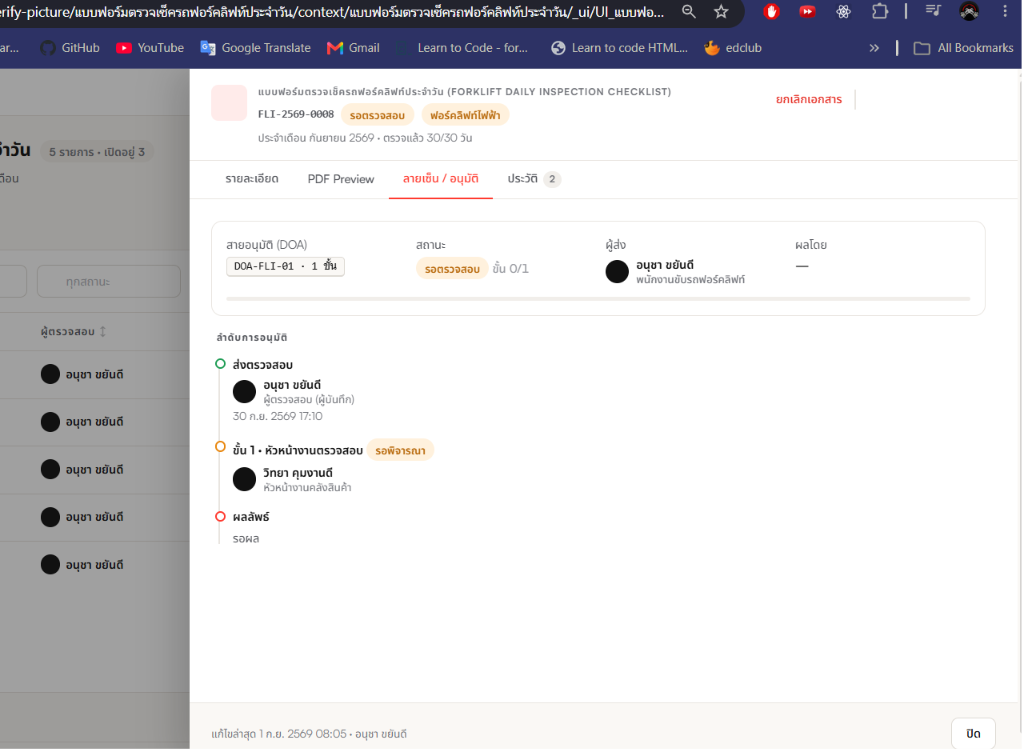 erify-picture/แบบฟอร์มตรวจเช็ครถฟอร์คลิฟท์ประจำวัน/context/แบบฟอร์มตรวจเช็ครถฟอร์คลิฟท์ประจำวัน/_ui/UI_แบบฟอ...
ar... GitHub YouTube Google Translate Gmail Learn to Code - for... Learn to code HTML... edclub » All Bookmarks
แบบฟอร์มตรวจเช็ครถฟอร์คลิฟท์ประจำวัน (FORKLIFT DAILY INSPECTION CHECKLIST)
FLI-2569-0008 รอตรวจสอบ ฟอร์คลิฟท์ไฟฟ้า
ประจำเดือน กันยายน 2569 • ตรวจแล้ว 30/30 วัน
ยกเลิกเอกสาร
รายละเอียด PDF Preview ลายเซ็น / อนุมัติ ประวัติ 2
สายอนุมัติ (DOA) สถานะ ผู้ส่ง ผลโดย
DOA-FLI-01 · 1 ขั้น รอตรวจสอบ ขั้น 0/1 อนุชา ขยันดี —
พนักงานขับรถฟอร์คลิฟท์
ลำดับการอนุมัติ
ส่งตรวจสอบ
อนุชา ขยันดี
ผู้ตรวจสอบ (ผู้บันทึก)
30 ก.ย. 2569 17:10
ขั้น 1 • หัวหน้างานตรวจสอบ รอพิจารณา
วิทยา คุมงานดี
หัวหน้างานคลังสินค้า
ผลลัพธ์
รอผล
แก้ไขล่าสุด 1 ก.ย. 2569 08:05 • อนุชา ขยันดี
ปิด
จำวัน 5 รายการ • เปิดอยู่ 3
เดือน
ทุกสถานะ
ผู้ตรวจสอบ
อนุชา ขยันดี
อนุชา ขยันดี
อนุชา ขยันดี
อนุชา ขยันดี
อนุชา ขยันดี